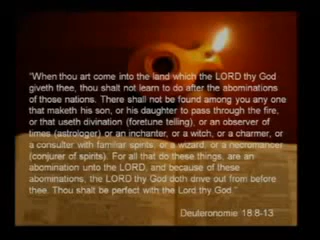 “When thou art come into the land which the LORD thy God
giveth thee, thou shalt not learn to do after the abominations
of those nations. There shall not be found among you any one
that maketh his son, or his daughter to pass through the fire,
or that useth divination (foretune telling), or an observer of
times (astrologer) or an inchanter, or a witch, or a charmer, or
a consulter with familiar spirits, or a wizard, or a necromancer
(conjurer of spirits). For all that do these things, are an
abomination unto the LORD, and because of these
abominations, the LORD thy God doth drive out from before
thee. Thou shalt be perfect with the Lord thy God.”
Deuteronomie 18:8-13